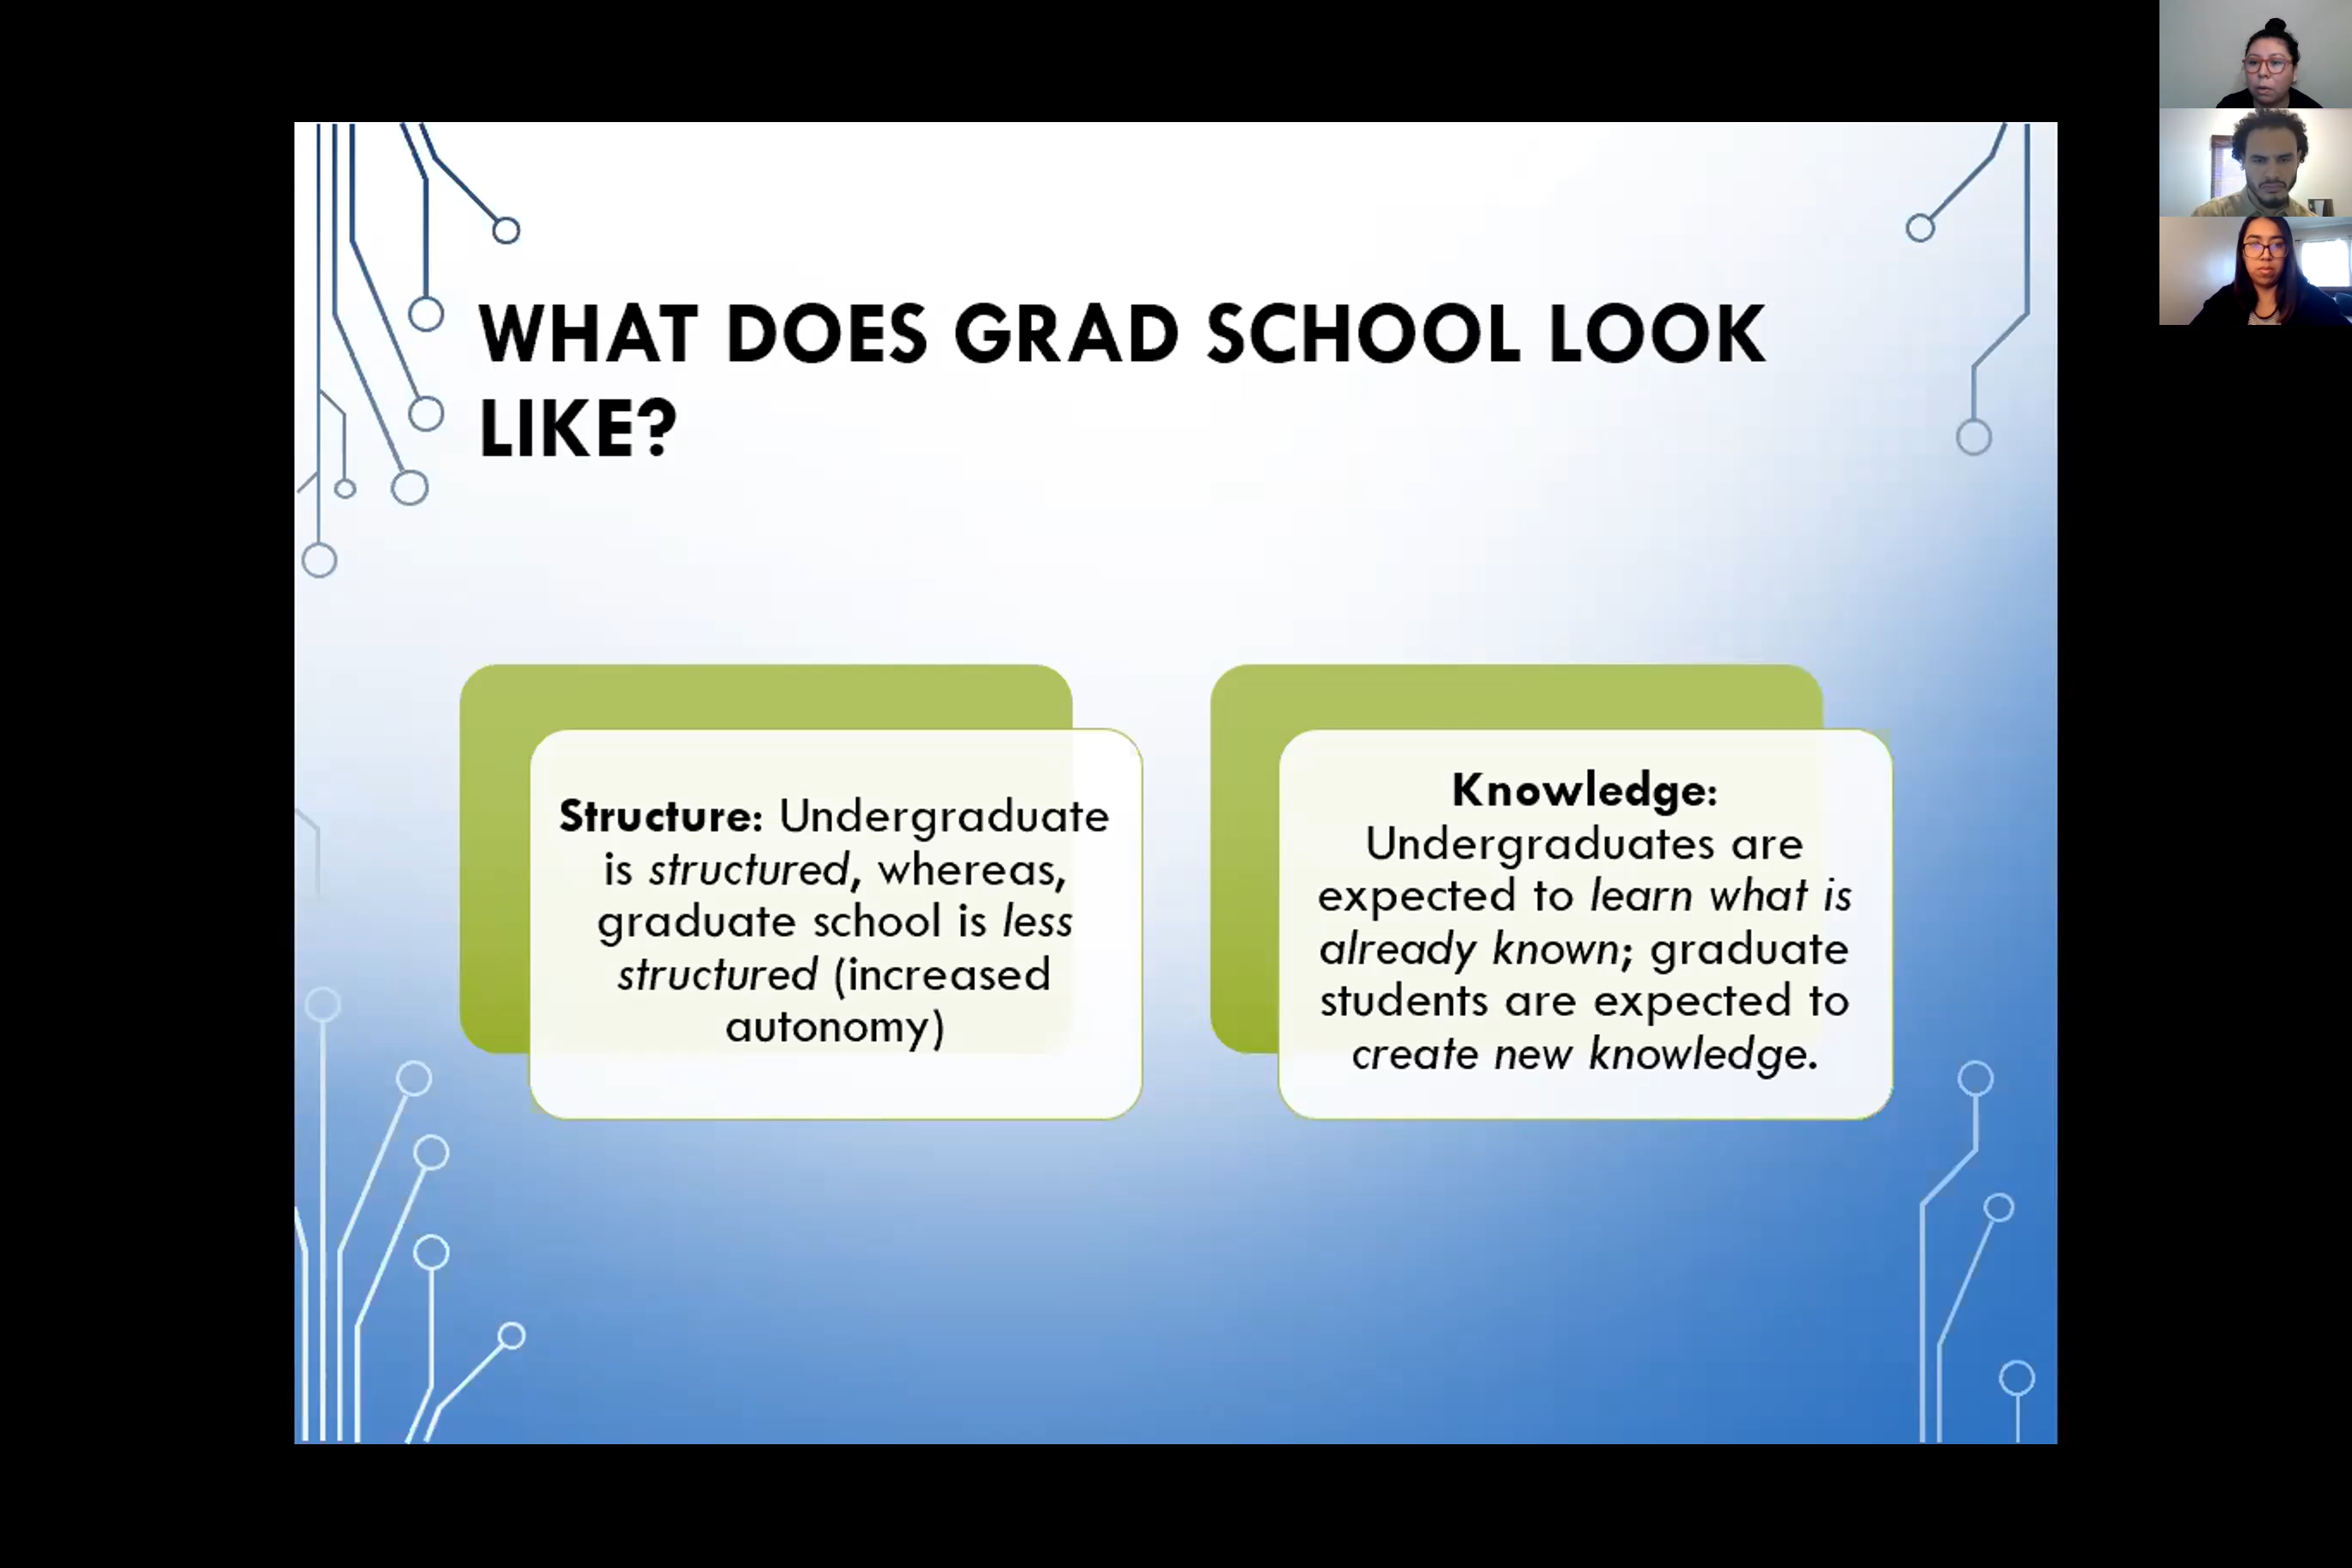 WHAT DOES GRAD SCHOOL LOOK
LIKE?
Structure: Undergraduate
is structured, whereas,
graduate school is less
structured (increased
autonomy)
Knowledge:
Undergraduates are
expected to learn what is
already known; graduate
students are expected to
create new knowledge.